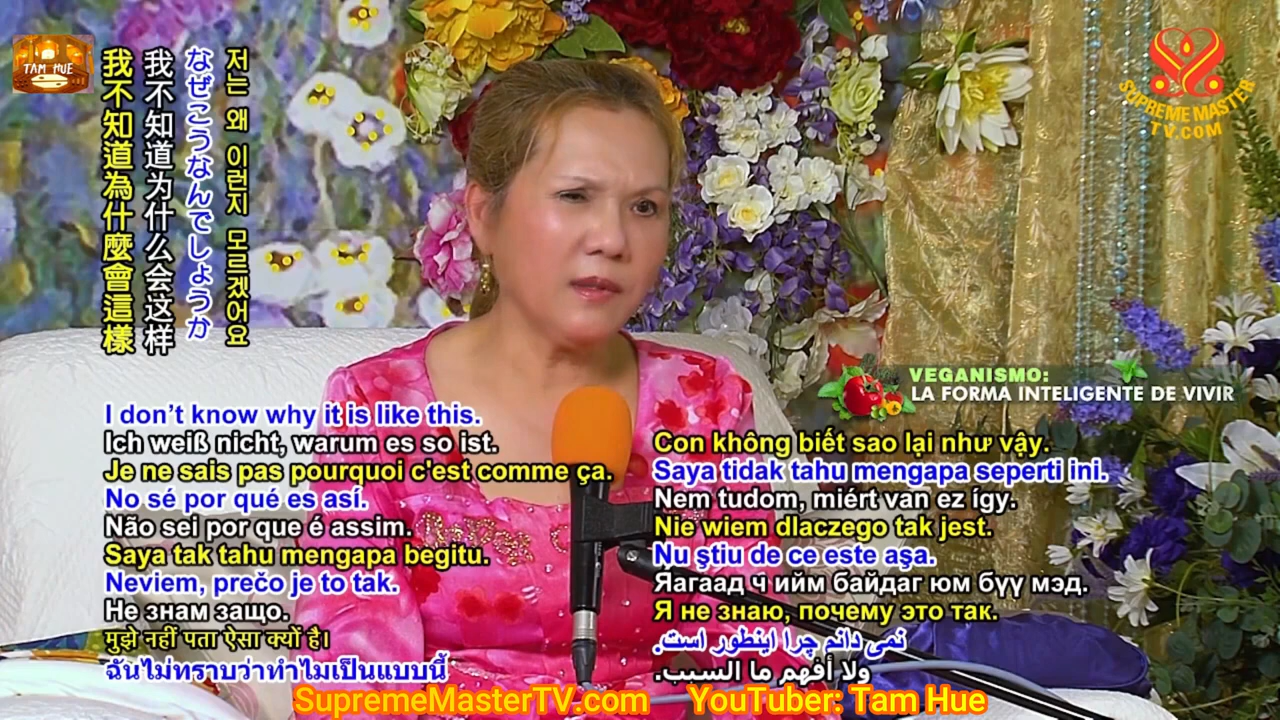 TAM HUE
SUPREME MASTER
TV.COM
저는 왜 이런지 모르겠어요
なぜこうなんでしょうか
我不知道为什么会这样
我不知道為什麼會這樣
VEGANISMO:
LA FORMA INTELIGENTE DE VIVIR
I don't know why it is like this.
Ich weiß nicht, warum es so ist.
Je ne sais pas pourquoi c'est comme ça.
No sé por qué es así.
Não sei por que é assim.
Saya tak tahu mengapa begitu.
Neviem, prečo je to tak.
Не знам защо.
मुझे नहीं पता ऐसा क्यों है।
ฉันไม่ทราบว่าทำไมเป็นแบบนี้
Con không biết sao lại như vậy.
Saya tidak tahu mengapa seperti ini.
Nem tudom, miért van ez így.
Nie wiem dlaczego tak jest.
Nu ştiu de ce este aşa.
Яагаад ч ийм байдаг юм бүү мэд.
Я не знаю, почему это так.
نمی دانم چرا اینطور است.
ولا أفهم ما السبب.
SupremeMasterTV.com YouTuber: Tam Hue